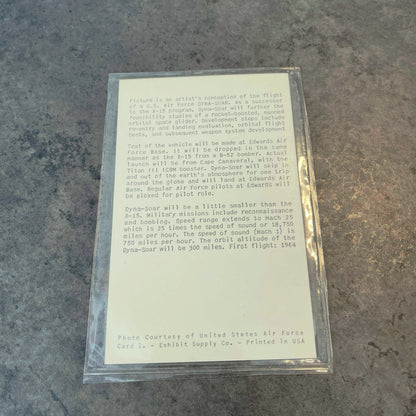 Picture is an artist's conception of the flight
of a U.S. Air Force DYNA-SOAR. As a successor
to the X-15 program, Dyna-Soar will further the
feasibility studies of a rocket-boosted, manned
orbital space glider. Development steps include
re-entry and landing evaluation, orbital flight
tests, and subsequent weapon system development
Test of the vehicle will be made at Edwards Air
Force Base. It will be dropped in the same
manner as the X-15 from a B-52 bomber. Actual
launch will be from Cape Canaveral, with the
Titan III ICBM booster. Dyna-Soar will skip in
and out of the earth's atmosphere for one trip
around the globe and will land at Edwards Air
Base. Regular Air Force pilots at Edwards will
be picked for pilot role.
Dyna-Soar will be a little smaller than the
X-15. Military missions include reconnaissance
and bombing. Speed range extends to Mach 25
which is 25 times the speed of sound or 18,750
miles per hour. The speed of sound (Mach 1) is
750 miles per hour. The orbit altitude of the
Dyna-Soar will be 300 miles. First flight: 1964
Photo Courtesy of United States Air Force
Card 1. - Exhibit Supply Co. - Printed in USA